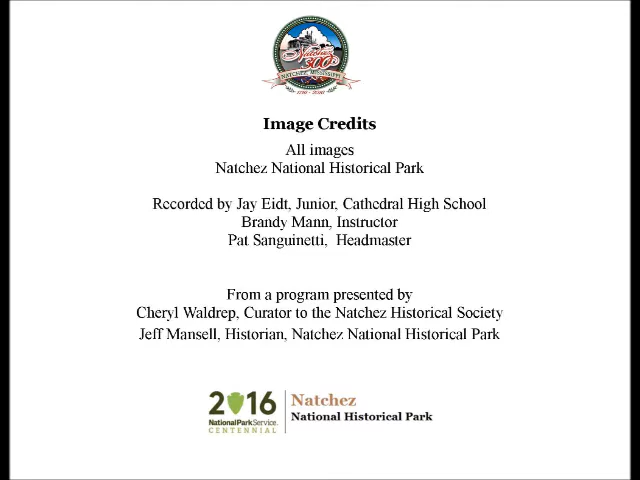 Natchez
300
NATCHEZ, MISSISSIPPI
1716 - 2016
Image Credits
All images
Natchez National Historical Park
Recorded by Jay Eidt, Junior, Cathedral High School
Brandy Mann, Instructor
Pat Sanguinetti, Headmaster
From a program presented by
Cheryl Waldrep, Curator to the Natchez Historical Society
Jeff Mansell, Historian, Natchez National Historical Park
2016
National Park Service.
CENTENNIAL
Natchez
National Historical Park